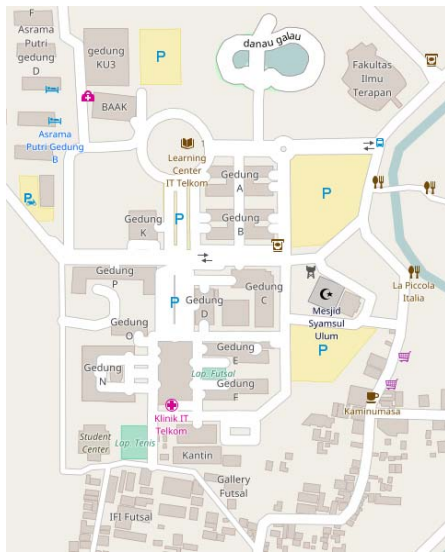 F
Asrama
Putri
gedung
D
gedung
KU3
P
danau galau
Fakultas
Ilmu
Terapan
BAAK
Asrama
Putri Gedung
B
1
Learning
Center
IT Telkom
Gedung
A
P
P
P
Gedung
K
Gedung
B
Gedung
P
Gedung
C
La Piccola
Italia
P
Gedung
D
Mesjid
Syamsul
Ulum
Gedung
O
Gedung
E
P
Gedung
N
Lap Futsal
Gedung
F
Klinik IT
Telkom
Kaminumasa
Student
Center
Lap. Tenis
Kantin
Gallery
Futsal
IFI Futsal